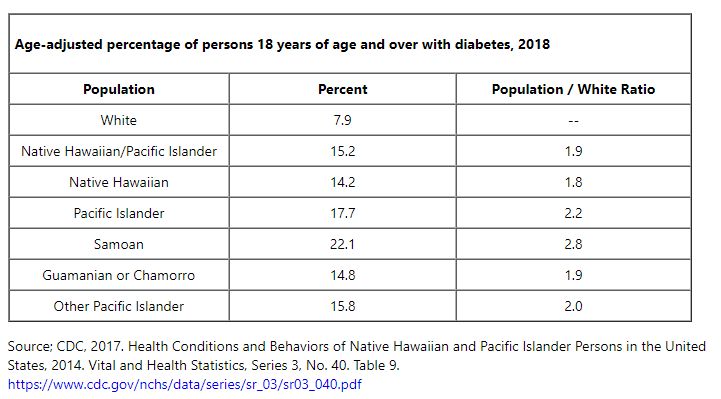 Age-adjusted percentage of persons 18 years of age and over with diabetes, 2018
Population Percent Population / White Ratio
White 7.9 --
Native Hawaiian/Pacific Islander 15.2 1.9
Native Hawaiian 14.2 1.8
Pacific Islander 17.7 2.2
Samoan 22.1 2.8
Guamanian or Chamorro 14.8 1.9
Other Pacific Islander 15.8 2.0
Source; CDC, 2017. Health Conditions and Behaviors of Native Hawaiian and Pacific Islander Persons in the United
States, 2014. Vital and Health Statistics, Series 3, No. 40. Table 9.
https://www.cdc.gov/nchs/data/series/sr_03/sr03_040.pdf